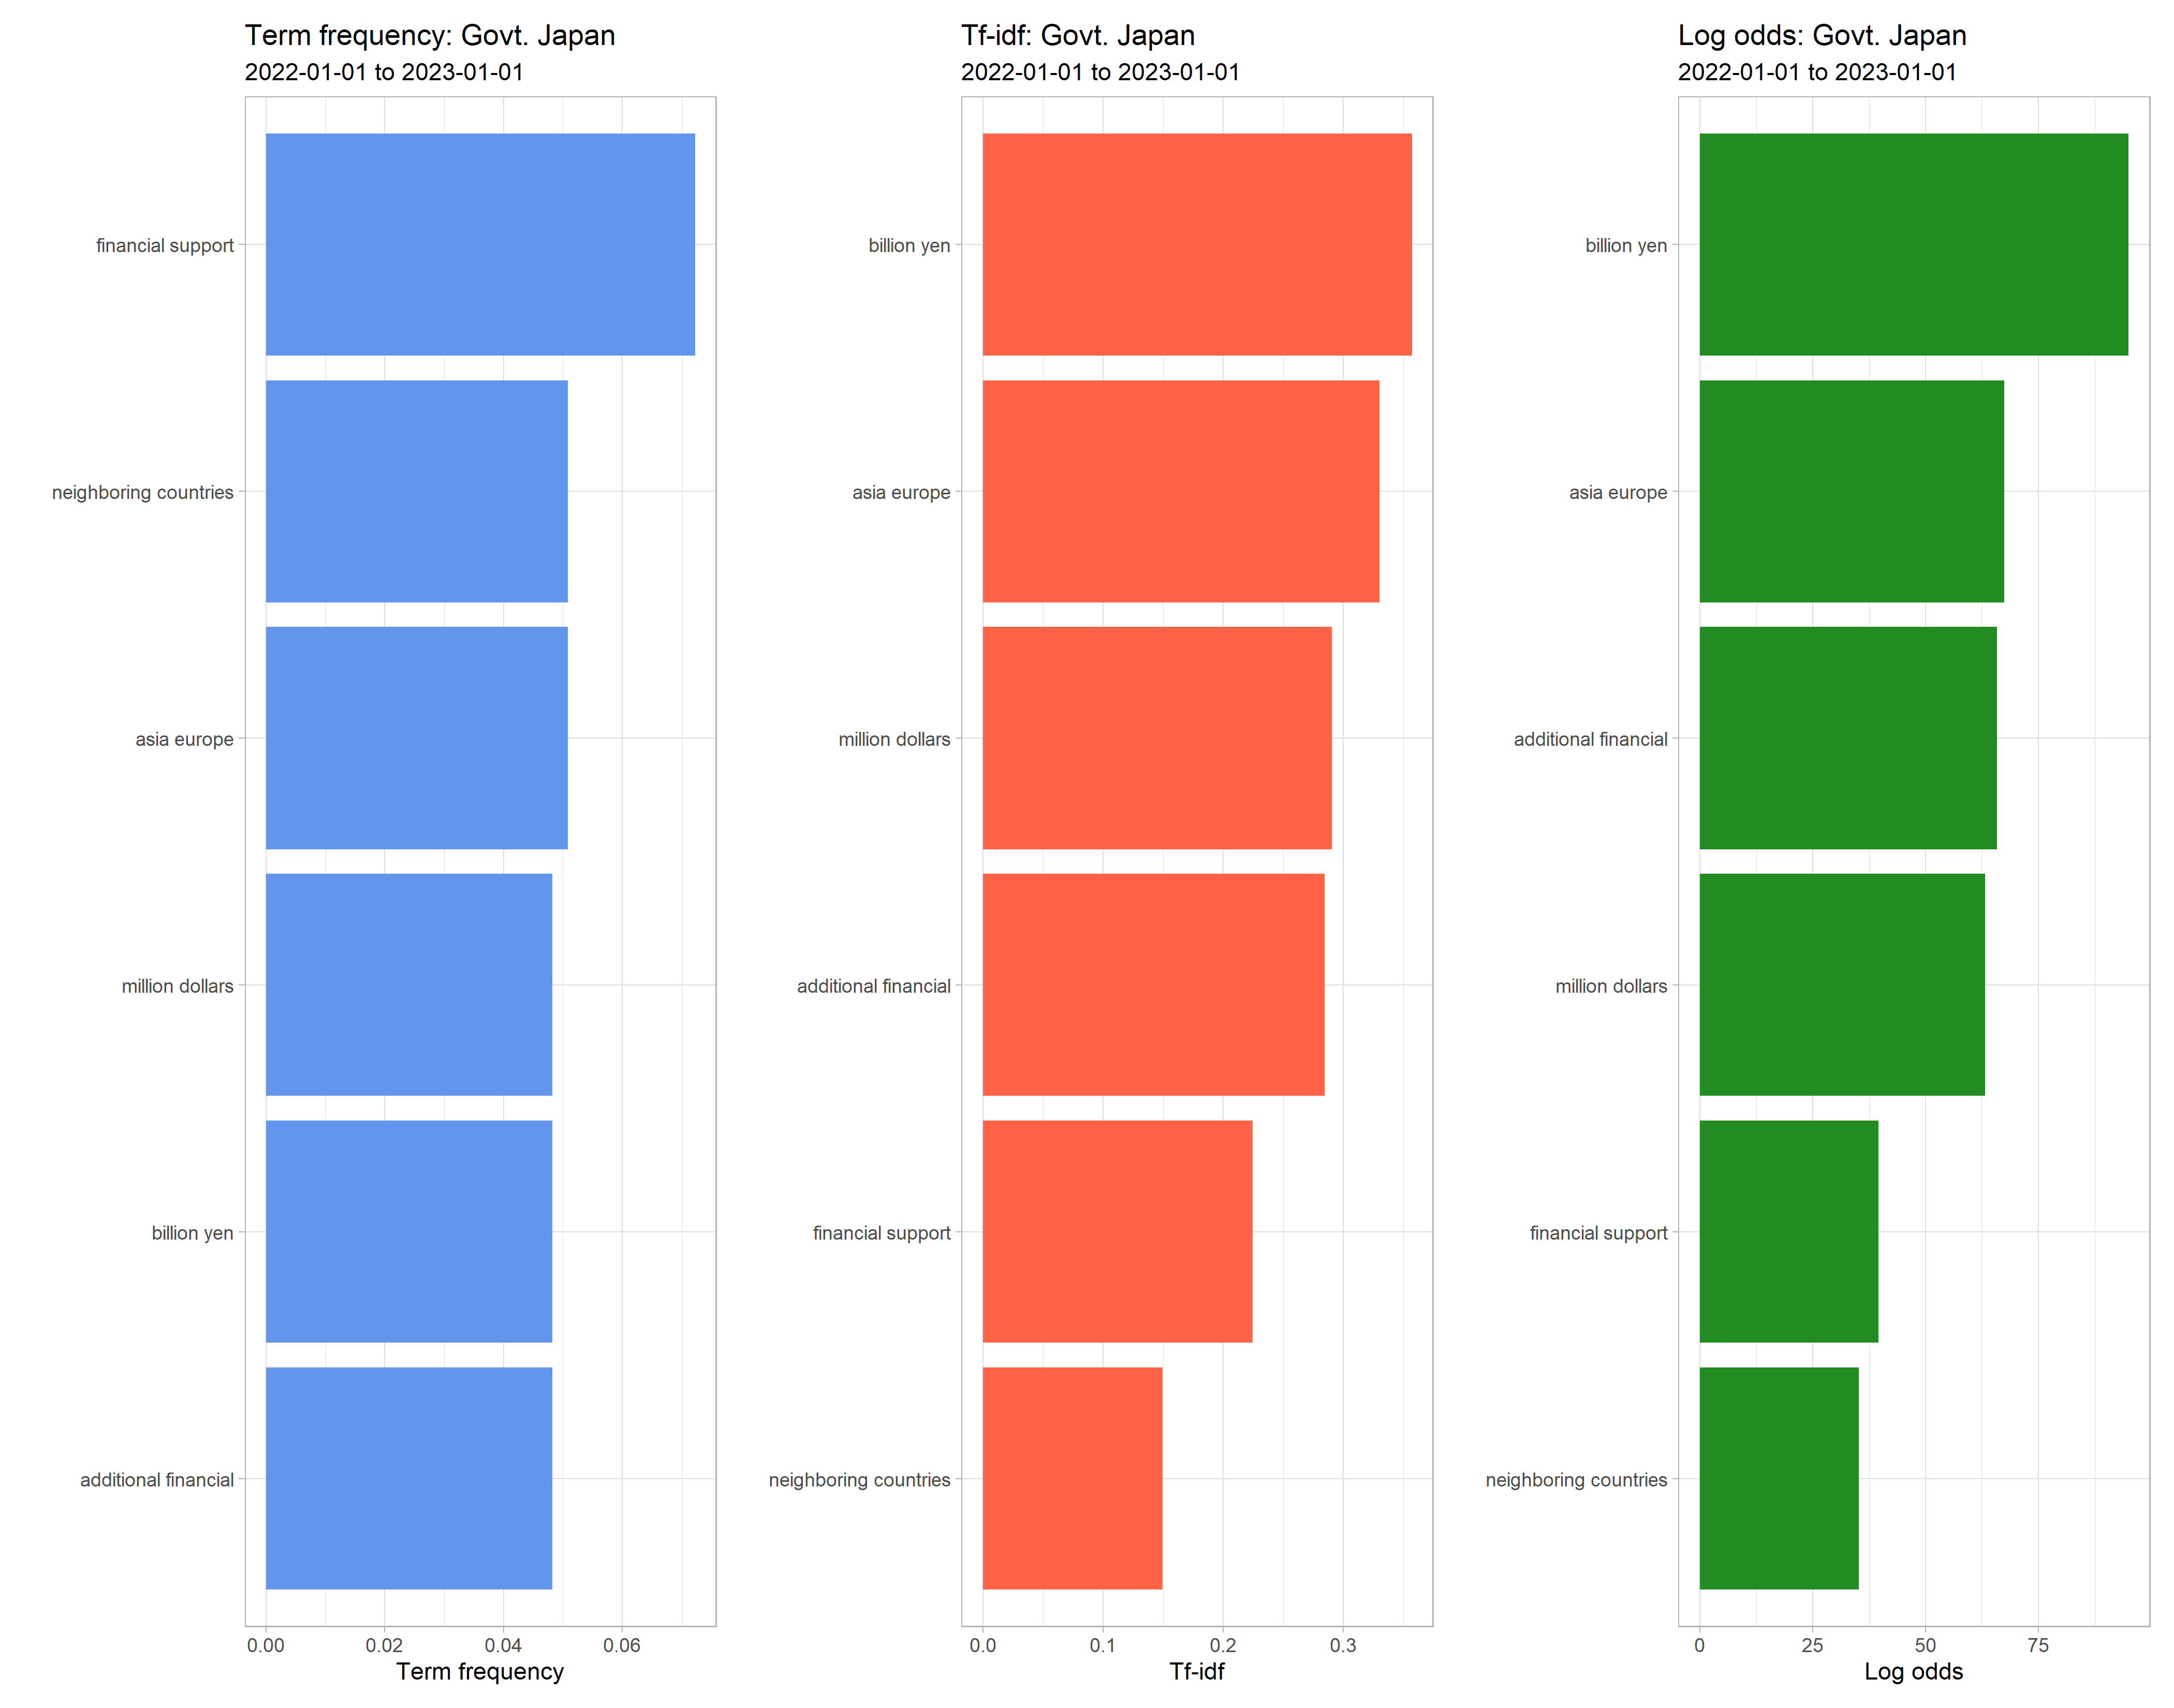 Term frequency: Govt. Japan
2022-01-01 to 2023-01-01
financial support
neighboring countries
asia europe
million dollars
billion yen
additional financial
0.00 0.02 0.04 0.06
Term frequency
Tf-idf: Govt. Japan
2022-01-01 to 2023-01-01
billion yen
asia europe
million dollars
additional financial
financial support
neighboring countries
0.0 0.1 0.2 0.3
Tf-idf
Log odds: Govt. Japan
2022-01-01 to 2023-01-01
billion yen
asia europe
additional financial
million dollars
financial support
neighboring countries
0 25 50 75
Log odds